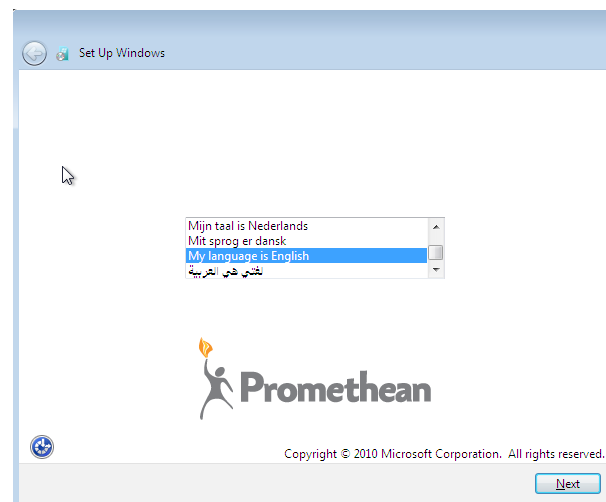 Set Up Windows
Mijn taal is Nederlands
Mit sprog er dansk
My language is English
لغتي هي العربية
Promethean
Copyright © 2010 Microsoft Corporation. All rights reserved.
Next